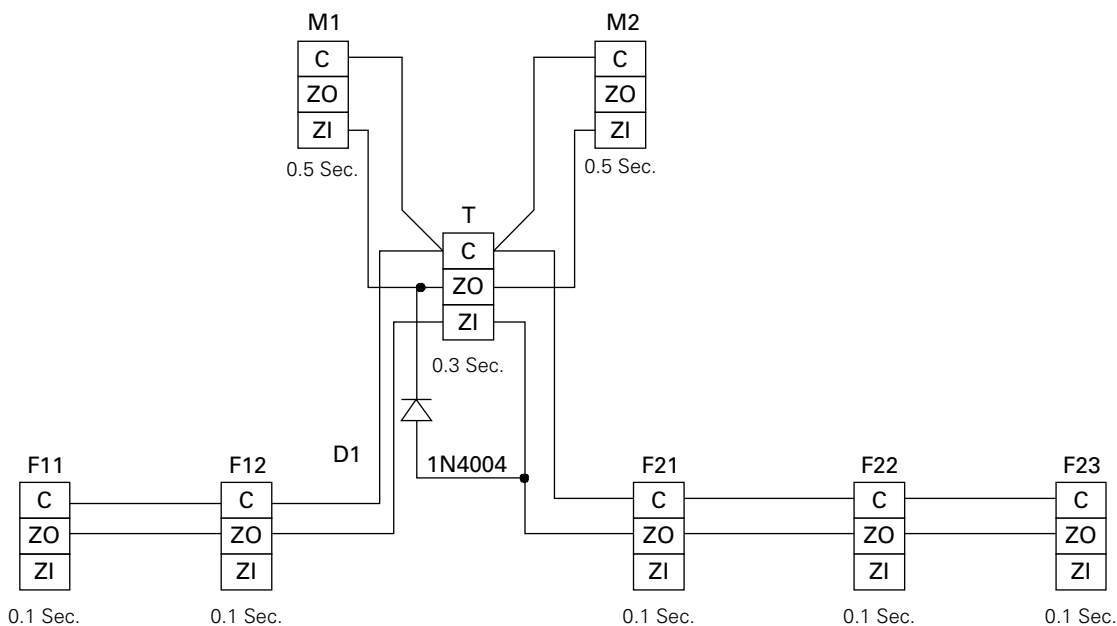 M1
C
ZO
ZI
0.5 Sec.
M2
C
ZO
ZI
0.5 Sec.
T
C
ZO
ZI
0.3 Sec.
D1
1N4004
F11
C
ZO
ZI
0.1 Sec.
F12
C
ZO
ZI
0.1 Sec.
F21
C
ZO
ZI
0.1 Sec.
F22
C
ZO
ZI
0.1 Sec.
F23
C
ZO
ZI
0.1 Sec.